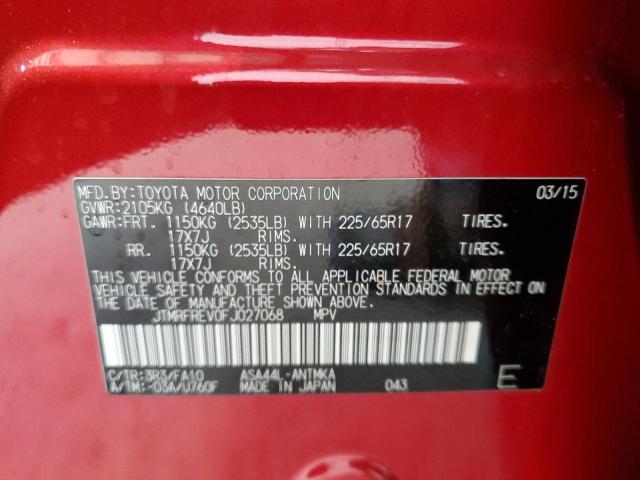 MFD.BY:TOYOTA MOTOR CORPORATION 03/15
GVWR:2105KG (4640LB)
GAWR:FRT. 1150KG (2535LB) WITH 225/65R17 TIRES.
17X7J RIMS.
RR. 1150KG (2535LB) WITH 225/65R17 TIRES.
17X7J RIMS.
THIS VEHICLE CONFORMS TO ALL APPLICABLE FEDERAL MOTOR
VEHICLE SAFETY AND THEFT PREVENTION STANDARDS IN EFFECT ON
THE DATE OF MANUFACTURE SHOWN ABOVE.
JTMRFREV0FJ027068 MPV
C/TR:3R3/FA10 ASA44L-ANTMKA
A/TM:-03A/U760F MADE IN JAPAN 043 E